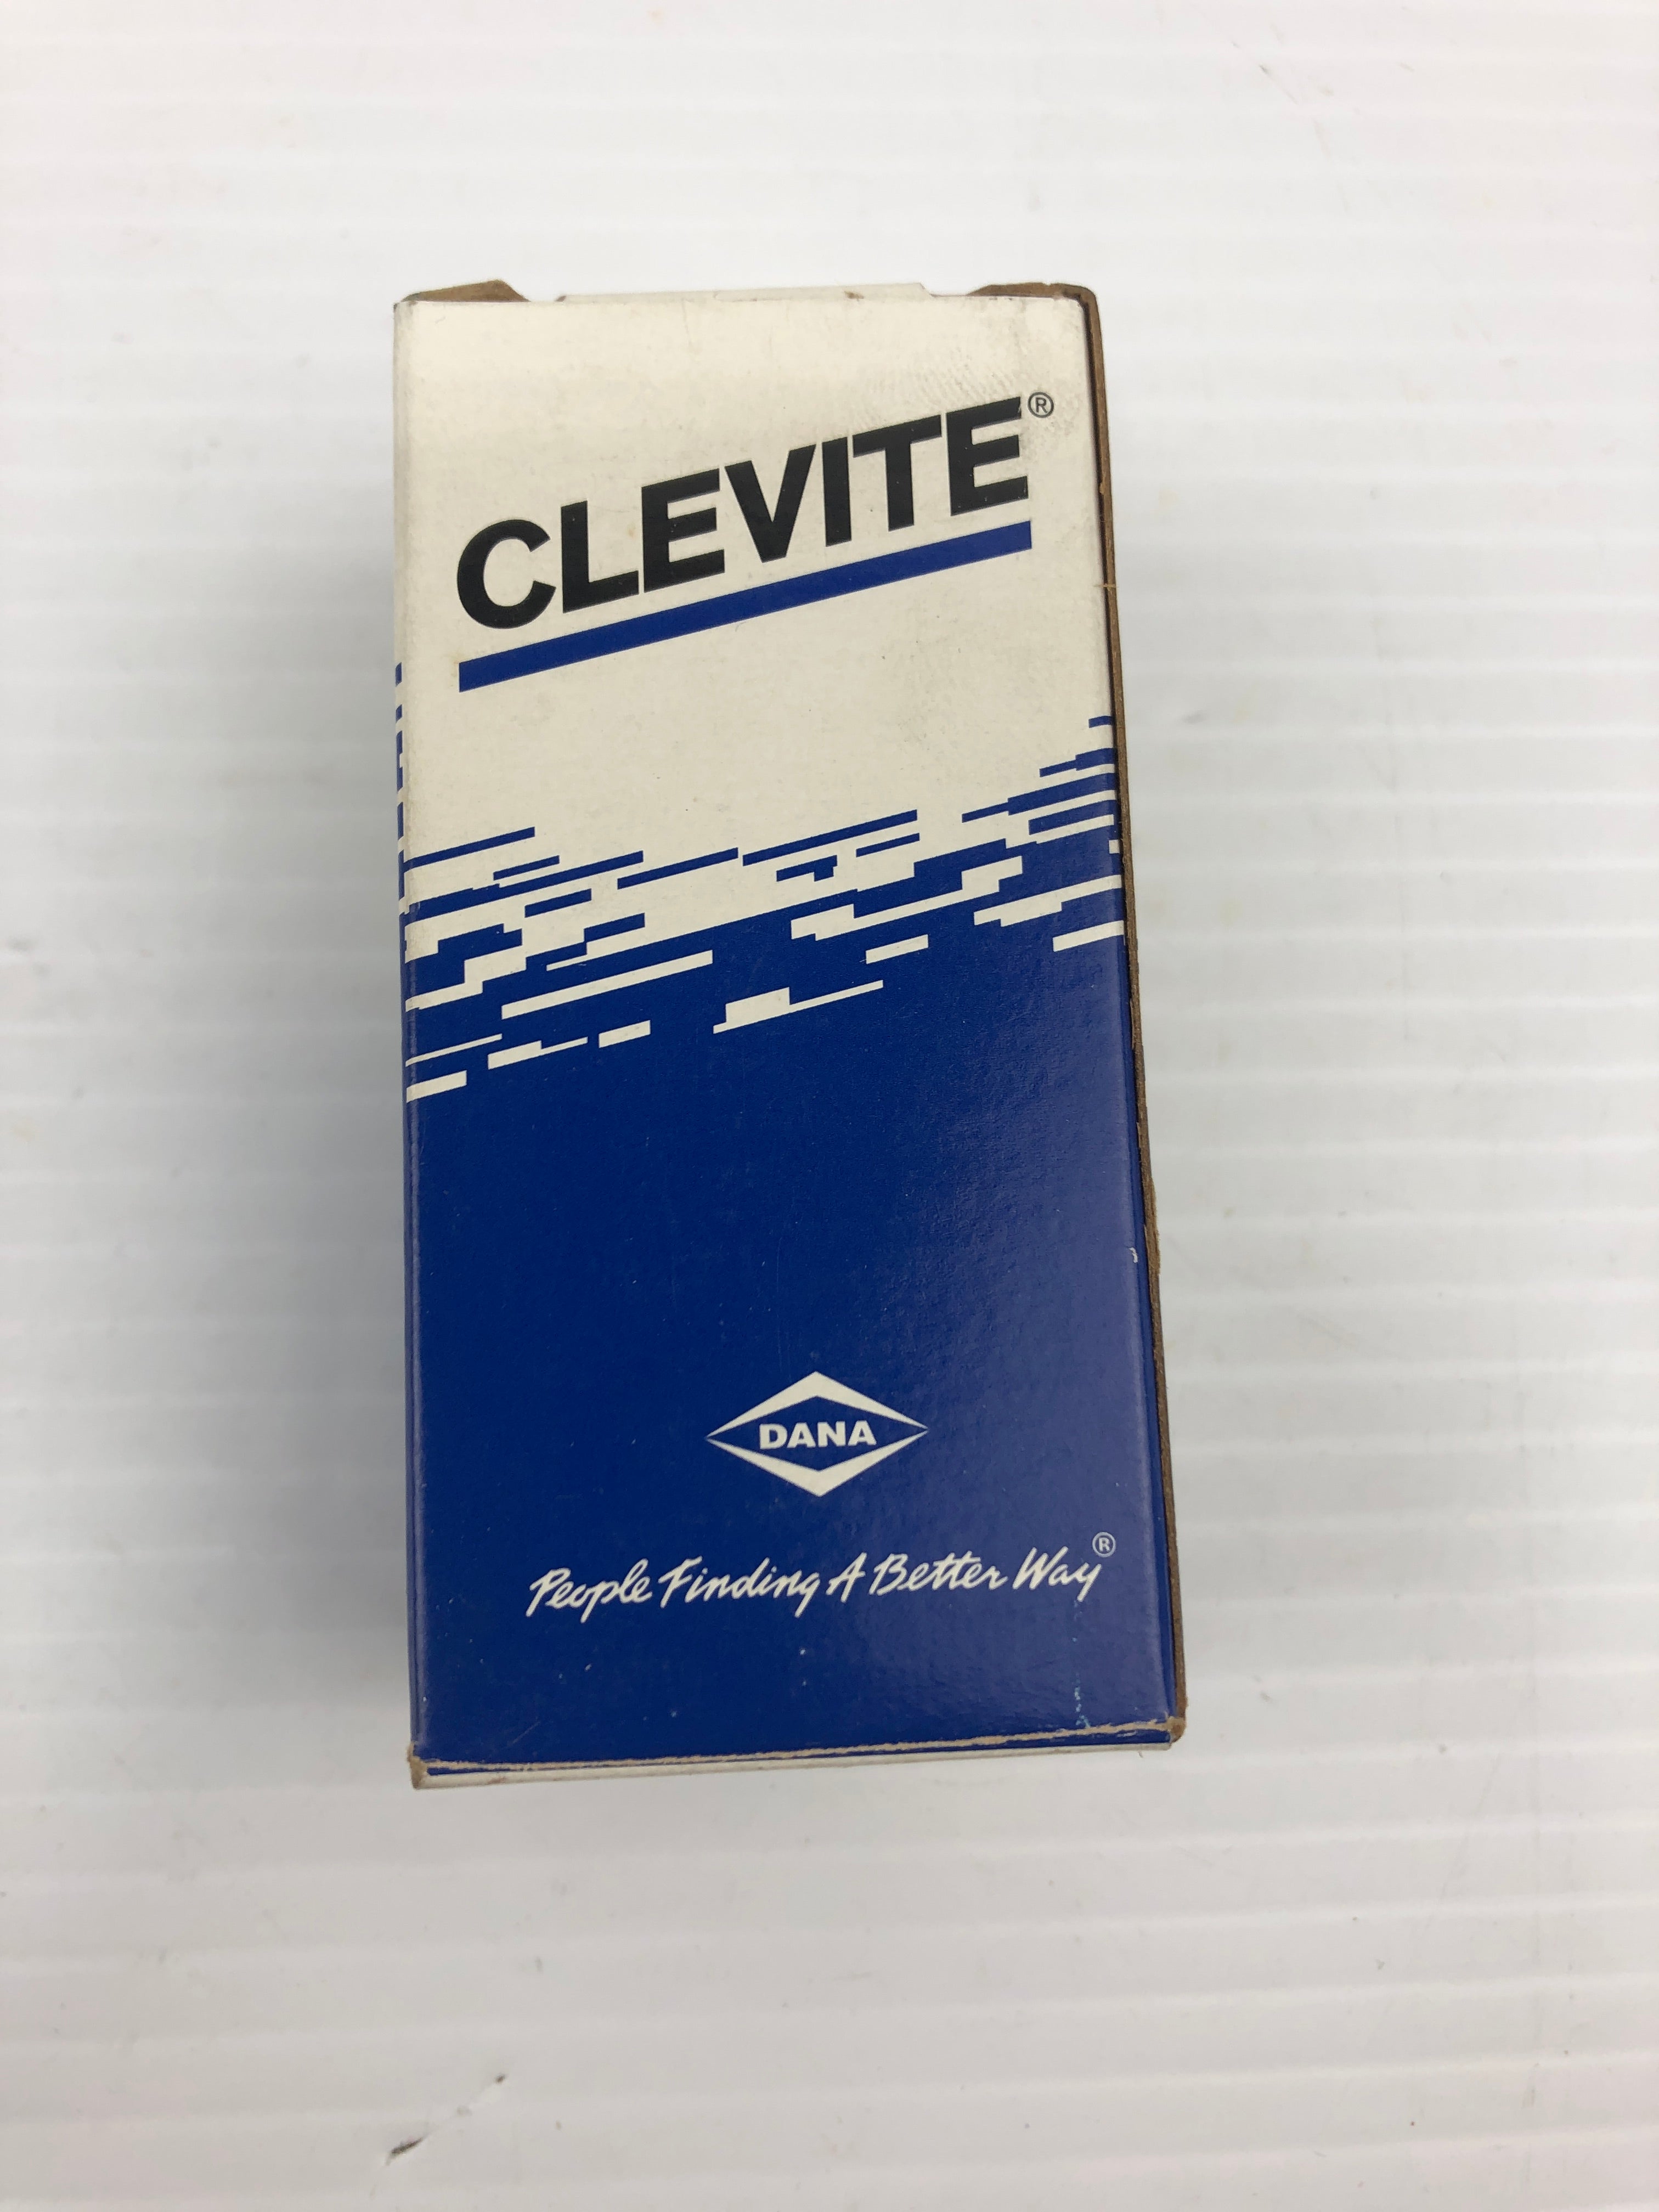 CLEVITE®
DANA
People Finding A Better Way®